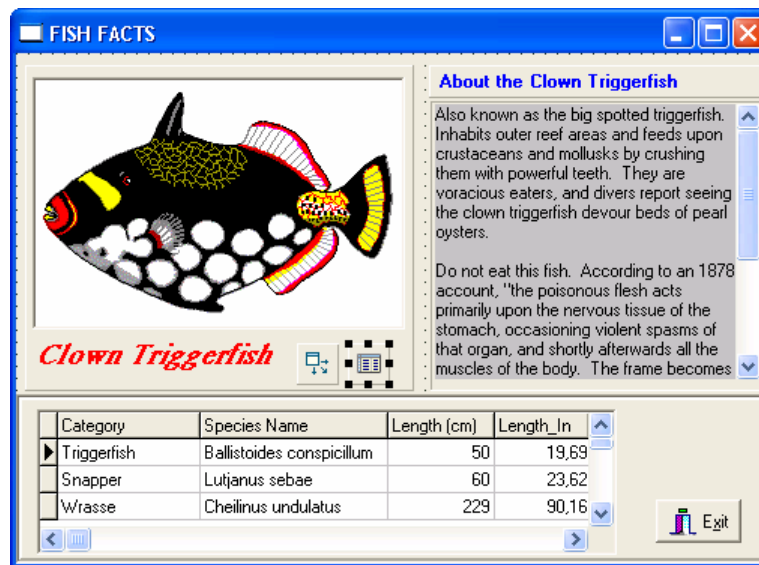 FISH FACTS
About the Clown Triggerfish
Also known as the big spotted triggerfish.
Inhabits outer reef areas and feeds upon
crustaceans and mollusks by crushing
them with powerful teeth.  They are
voracious eaters, and divers report seeing
the clown triggerfish devour beds of pearl
oysters.
Do not eat this fish.  According to an 1878
account, "the poisonous flesh acts
primarily upon the nervous tissue of the
stomach, occasioning violent spasms of
that organ, and shortly afterwards all the
muscles of the body.  The frame becomes
Clown Triggerfish
Category Species Name Length (cm) Length_In
Triggerfish Ballistoides conspicillum 50 19,69
Snapper Lutjanus sebae 60 23,62
Wrasse Cheilinus undulatus 229 90,16
Exit